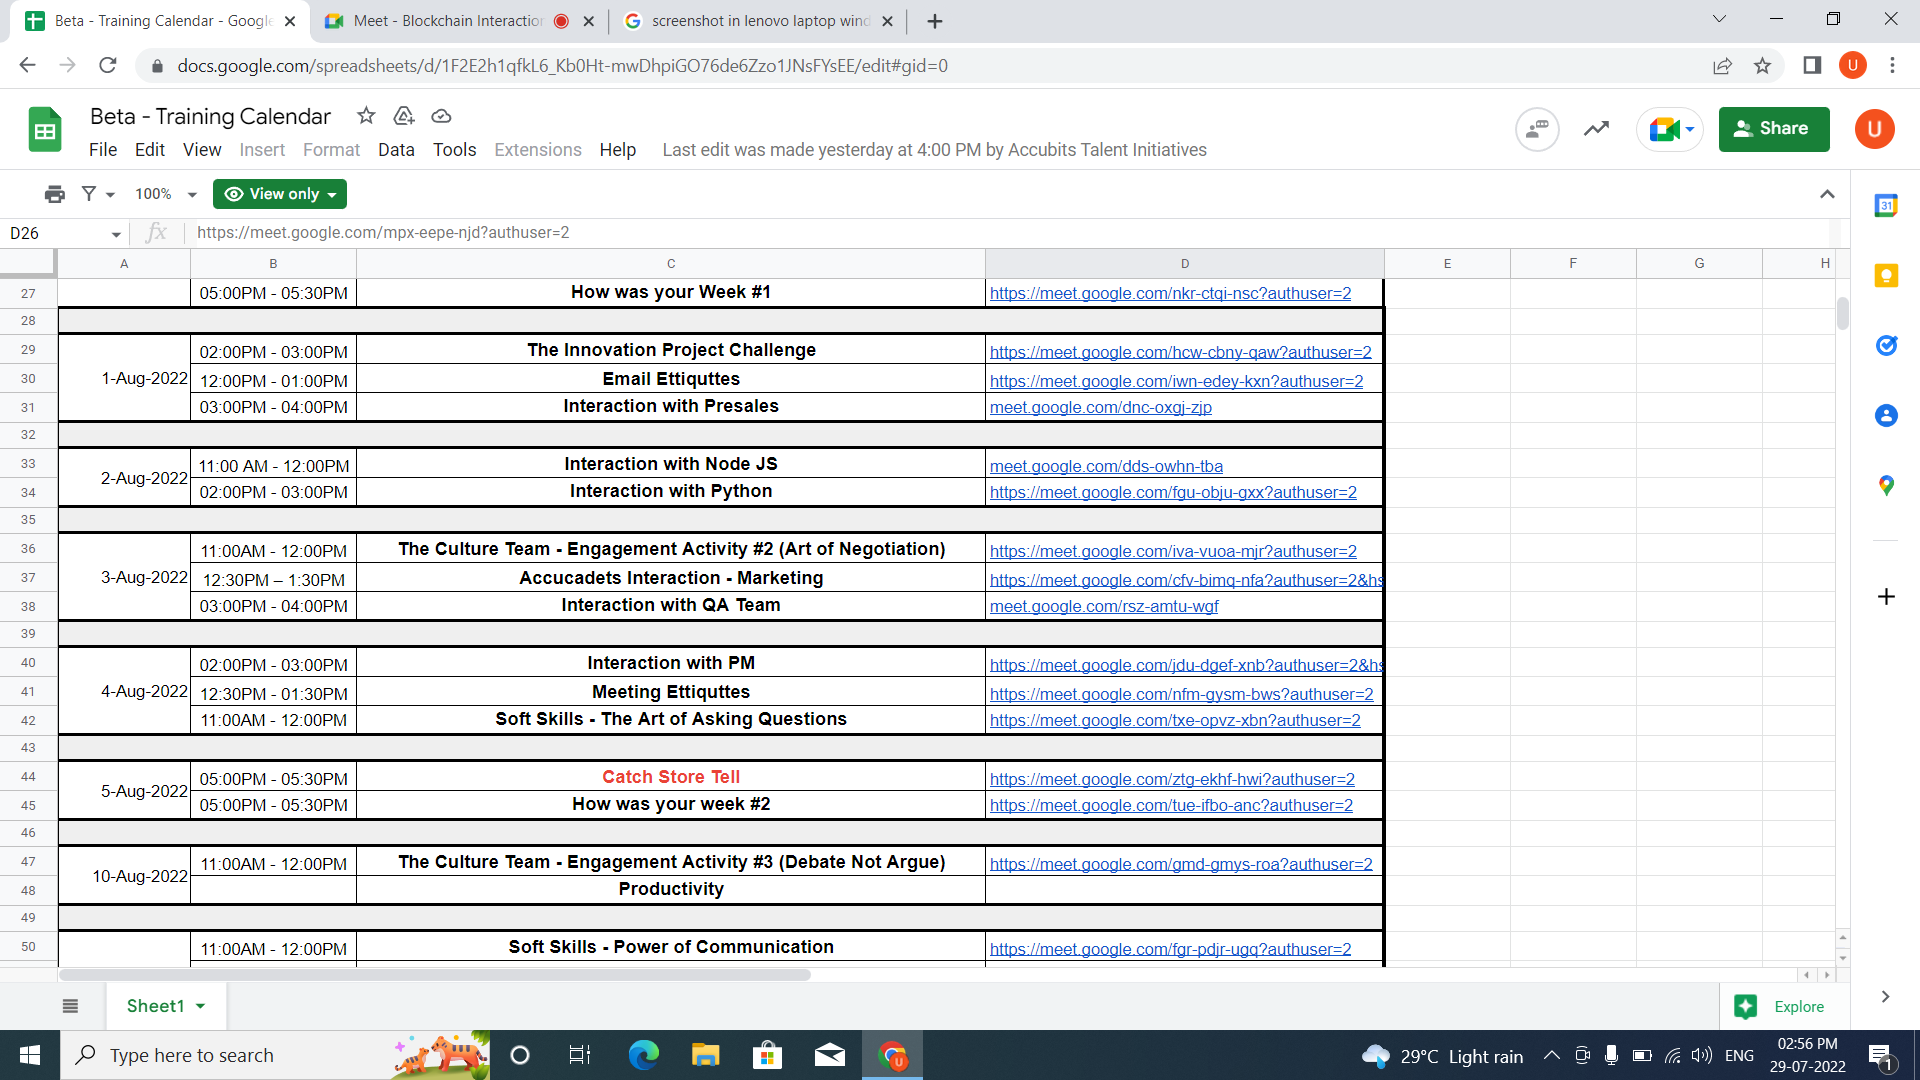 Beta - Training Calendar - Google
Meet - Blockchain Interaction
screenshot in lenovo laptop wind
docs.google.com/spreadsheets/d/1F2E2h1qfkL6_Kb0Ht-mwDhpiGO76de6Zzo1JNsFYsEE/edit#gid=0
U
Beta - Training Calendar
Share
U
File Edit View Insert Format Data Tools Extensions Help Last edit was made yesterday at 4:00 PM by Accubits Talent Initiatives
100% View only
31
D26 fx https://meet.google.com/mpx-eepe-njd?authuser=2
A B C D E F G H
27 05:00PM - 05:30PM How was your Week #1 https://meet.google.com/nkr-ctqi-nsc?authuser=2
28
29 02:00PM - 03:00PM The Innovation Project Challenge https://meet.google.com/hcw-cbny-qaw?authuser=2
30 1-Aug-2022 12:00PM - 01:00PM Email Ettiquttes https://meet.google.com/iwn-edey-kxn?authuser=2
31 03:00PM - 04:00PM Interaction with Presales meet.google.com/dnc-oxgj-zjp
32
33 11:00 AM - 12:00PM Interaction with Node JS meet.google.com/dds-owhn-tba
2-Aug-2022
34 02:00PM - 03:00PM Interaction with Python https://meet.google.com/fgu-obju-gxx?authuser=2
35
36 11:00AM - 12:00PM The Culture Team - Engagement Activity #2 (Art of Negotiation) https://meet.google.com/iva-vuoa-mjr?authuser=2
37 3-Aug-2022 12:30PM – 1:30PM Accucadets Interaction - Marketing https://meet.google.com/cfv-bimq-nfa?authuser=2&hs
38 03:00PM - 04:00PM Interaction with QA Team meet.google.com/rsz-amtu-wgf
39
40 02:00PM - 03:00PM Interaction with PM https://meet.google.com/jdu-dgef-xnb?authuser=2&hs
41 4-Aug-2022 12:30PM - 01:30PM Meeting Ettiquttes https://meet.google.com/nfm-gysm-bws?authuser=2
42 11:00AM - 12:00PM Soft Skills - The Art of Asking Questions https://meet.google.com/txe-opvz-xbn?authuser=2
43
44 05:00PM - 05:30PM Catch Store Tell https://meet.google.com/ztg-ekhf-hwi?authuser=2
5-Aug-2022
45 05:00PM - 05:30PM How was your week #2 https://meet.google.com/tue-ifbo-anc?authuser=2
46
47 11:00AM - 12:00PM The Culture Team - Engagement Activity #3 (Debate Not Argue) https://meet.google.com/gmd-gmys-roa?authuser=2
10-Aug-2022
48 Productivity
49
50 11:00AM - 12:00PM Soft Skills - Power of Communication https://meet.google.com/fgr-pdjr-ugq?authuser=2
Sheet1 Explore
Type here to search
U
29°C Light rain ENG
02:56 PM
29-07-2022
1